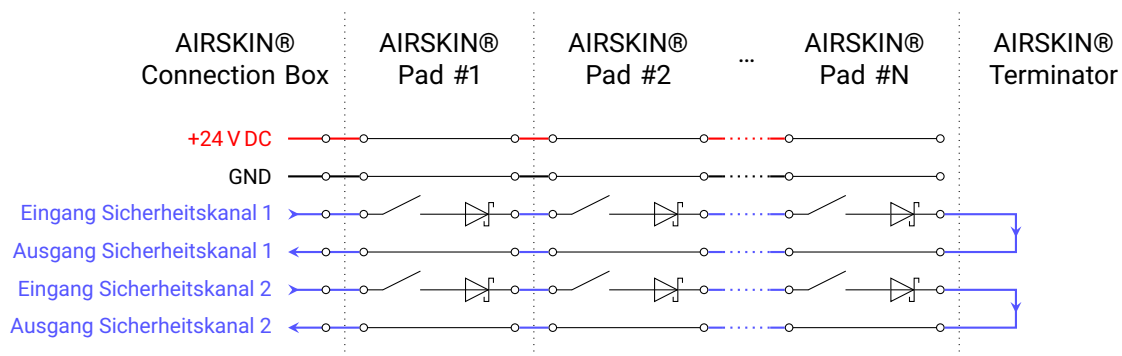 AIRSKIN®
Connection Box
AIRSKIN®
Pad #1
AIRSKIN®
Pad #2
...
AIRSKIN®
Pad #N
AIRSKIN®
Terminator
+24 V DC
GND
Eingang Sicherheitskanal 1
Ausgang Sicherheitskanal 1
Eingang Sicherheitskanal 2
Ausgang Sicherheitskanal 2